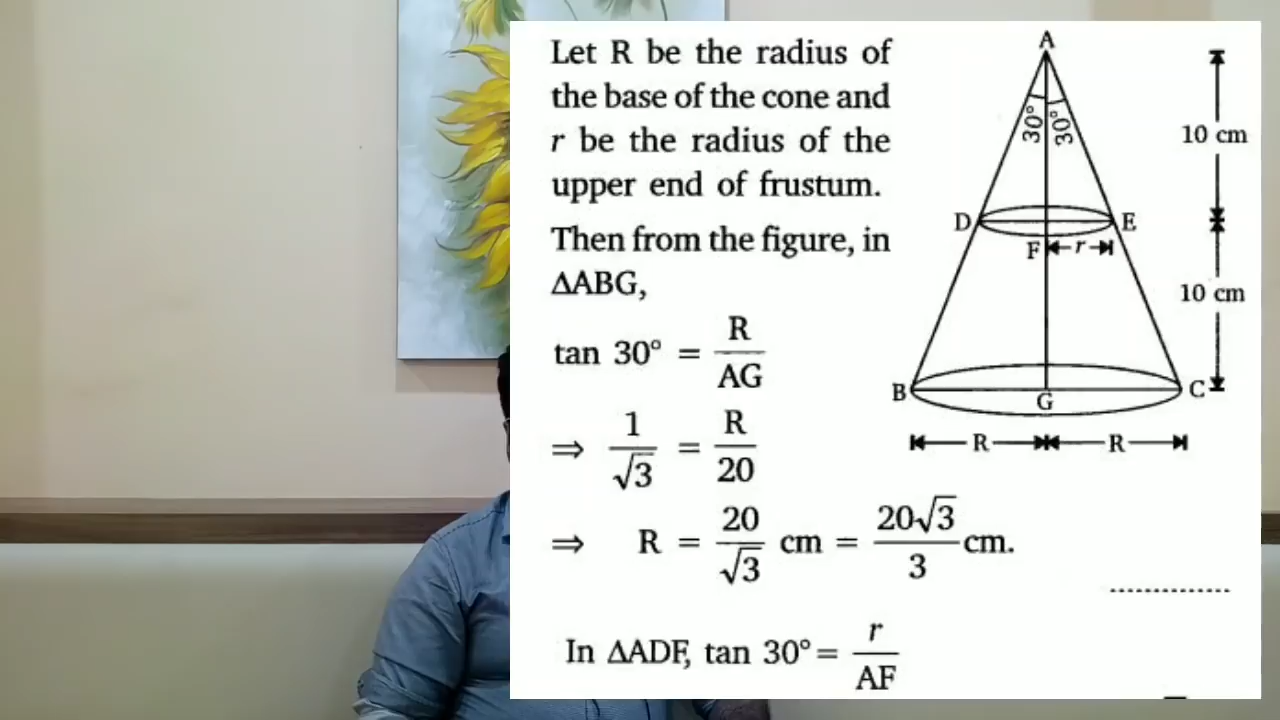 Let R be the radius of
the base of the cone and
r be the radius of the
upper end of frustum.
Then from the figure, in
ΔABG,
tan 30° = R/AG
⇒ 1/√3 = R/20
⇒ R = 20/√3 cm = 20√3/3 cm.
In ΔADF, tan 30° = r/AF
A
30° 30°
10 cm
D E
F r
10 cm
B G C
R R